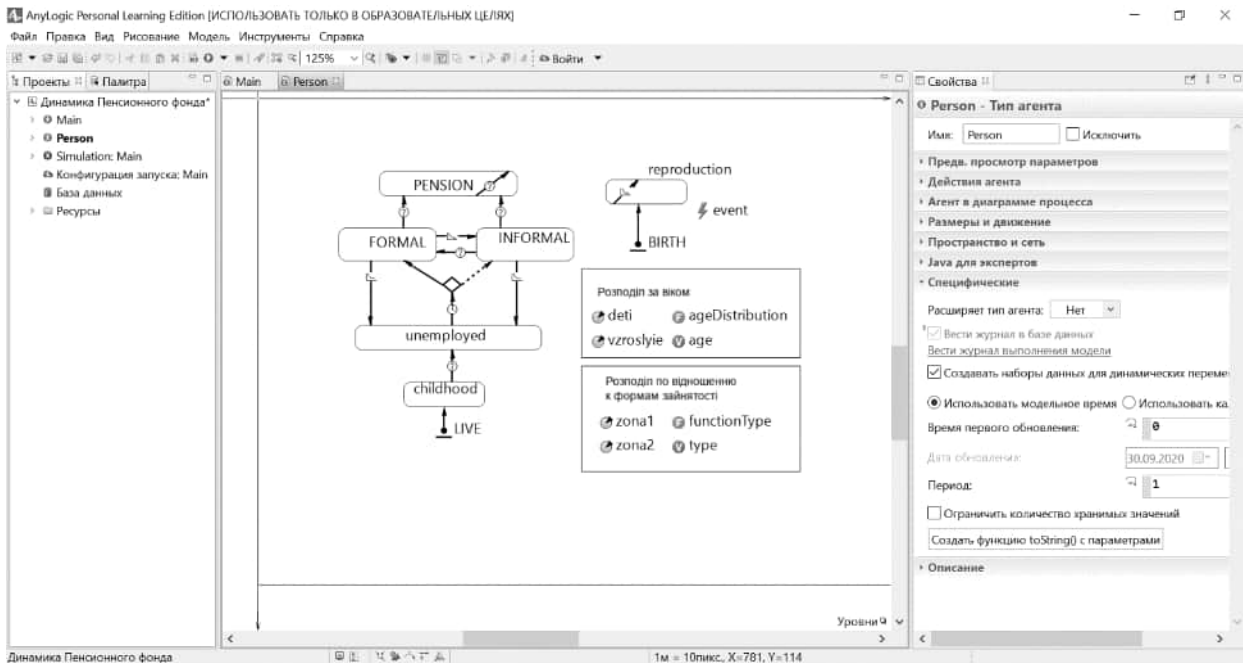 AnyLogic Personal Learning Edition [ИСПОЛЬЗОВАТЬ ТОЛЬКО В ОБРАЗОВАТЕЛЬНЫХ ЦЕЛЯХ]
Файл Правка Вид Рисование Модель Инструменты Справка
125% Войти
Проекты Палитра
Динамика Пенсионного фонда*
Main
Person
Simulation: Main
Конфигурация запуска: Main
База данных
Ресурсы
Main Person
PENSION
FORMAL
INFORMAL
unemployed
childhood
LIVE
reproduction
event
BIRTH
Розподіл за віком
deti ageDistribution
vzroslyie age
Розподіл по відношенню
к формам зайнятості
zona1 functionType
zona2 type
Уровни
Свойства
Person - Тип агента
Имя: Person Исключить
Предв. просмотр параметров
Действия агента
Агент в диаграмме процесса
Размеры и движение
Пространство и сеть
Java для экспертов
Специфические
Расширяет тип агента: Нет
Вести журнал в базе данных
Вести журнал выполнения модели
Создавать наборы данных для динамических переме
Использовать модельное время Использовать ка
Время первого обновления: 0
Дата обновления: 30.09.2020
Период: 1
Ограничить количество хранимых значений
Создать функцию toString() с параметрами
Описание
Динамика Пенсионного фонда
1м = 10пикс, X=781, Y=114